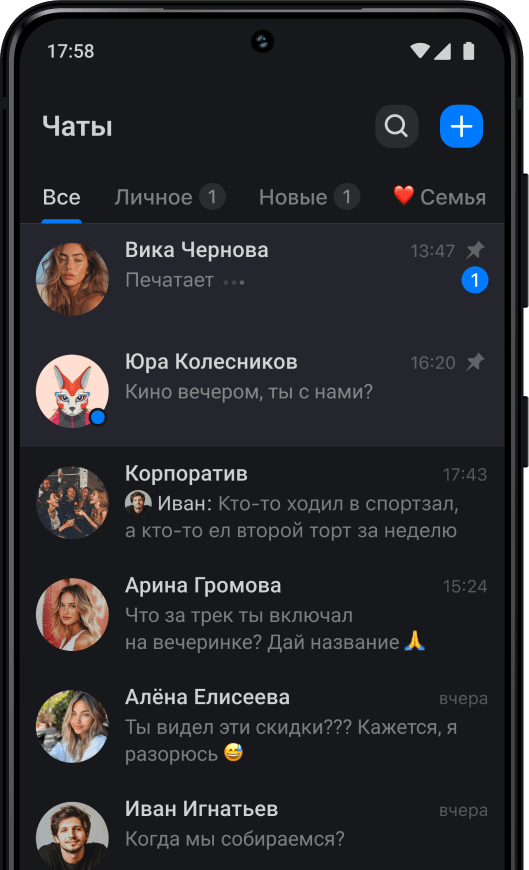 17:58
Чаты
Все Личное 1 Новые 1 ❤️ Семья
Вика Чернова 13:47
Печатает ••• 1
Юра Колесников 16:20
Кино вечером, ты с нами?
Корпоратив 17:43
Иван: Кто-то ходил в спортзал,
а кто-то ел второй торт за неделю
Арина Громова 15:24
Что за трек ты включал
на вечеринке? Дай название 🙏
Алёна Елисеева вчера
Ты видел эти скидки??? Кажется, я
разорюсь 😅
Иван Игнатьев вчера
Когда мы собираемся?